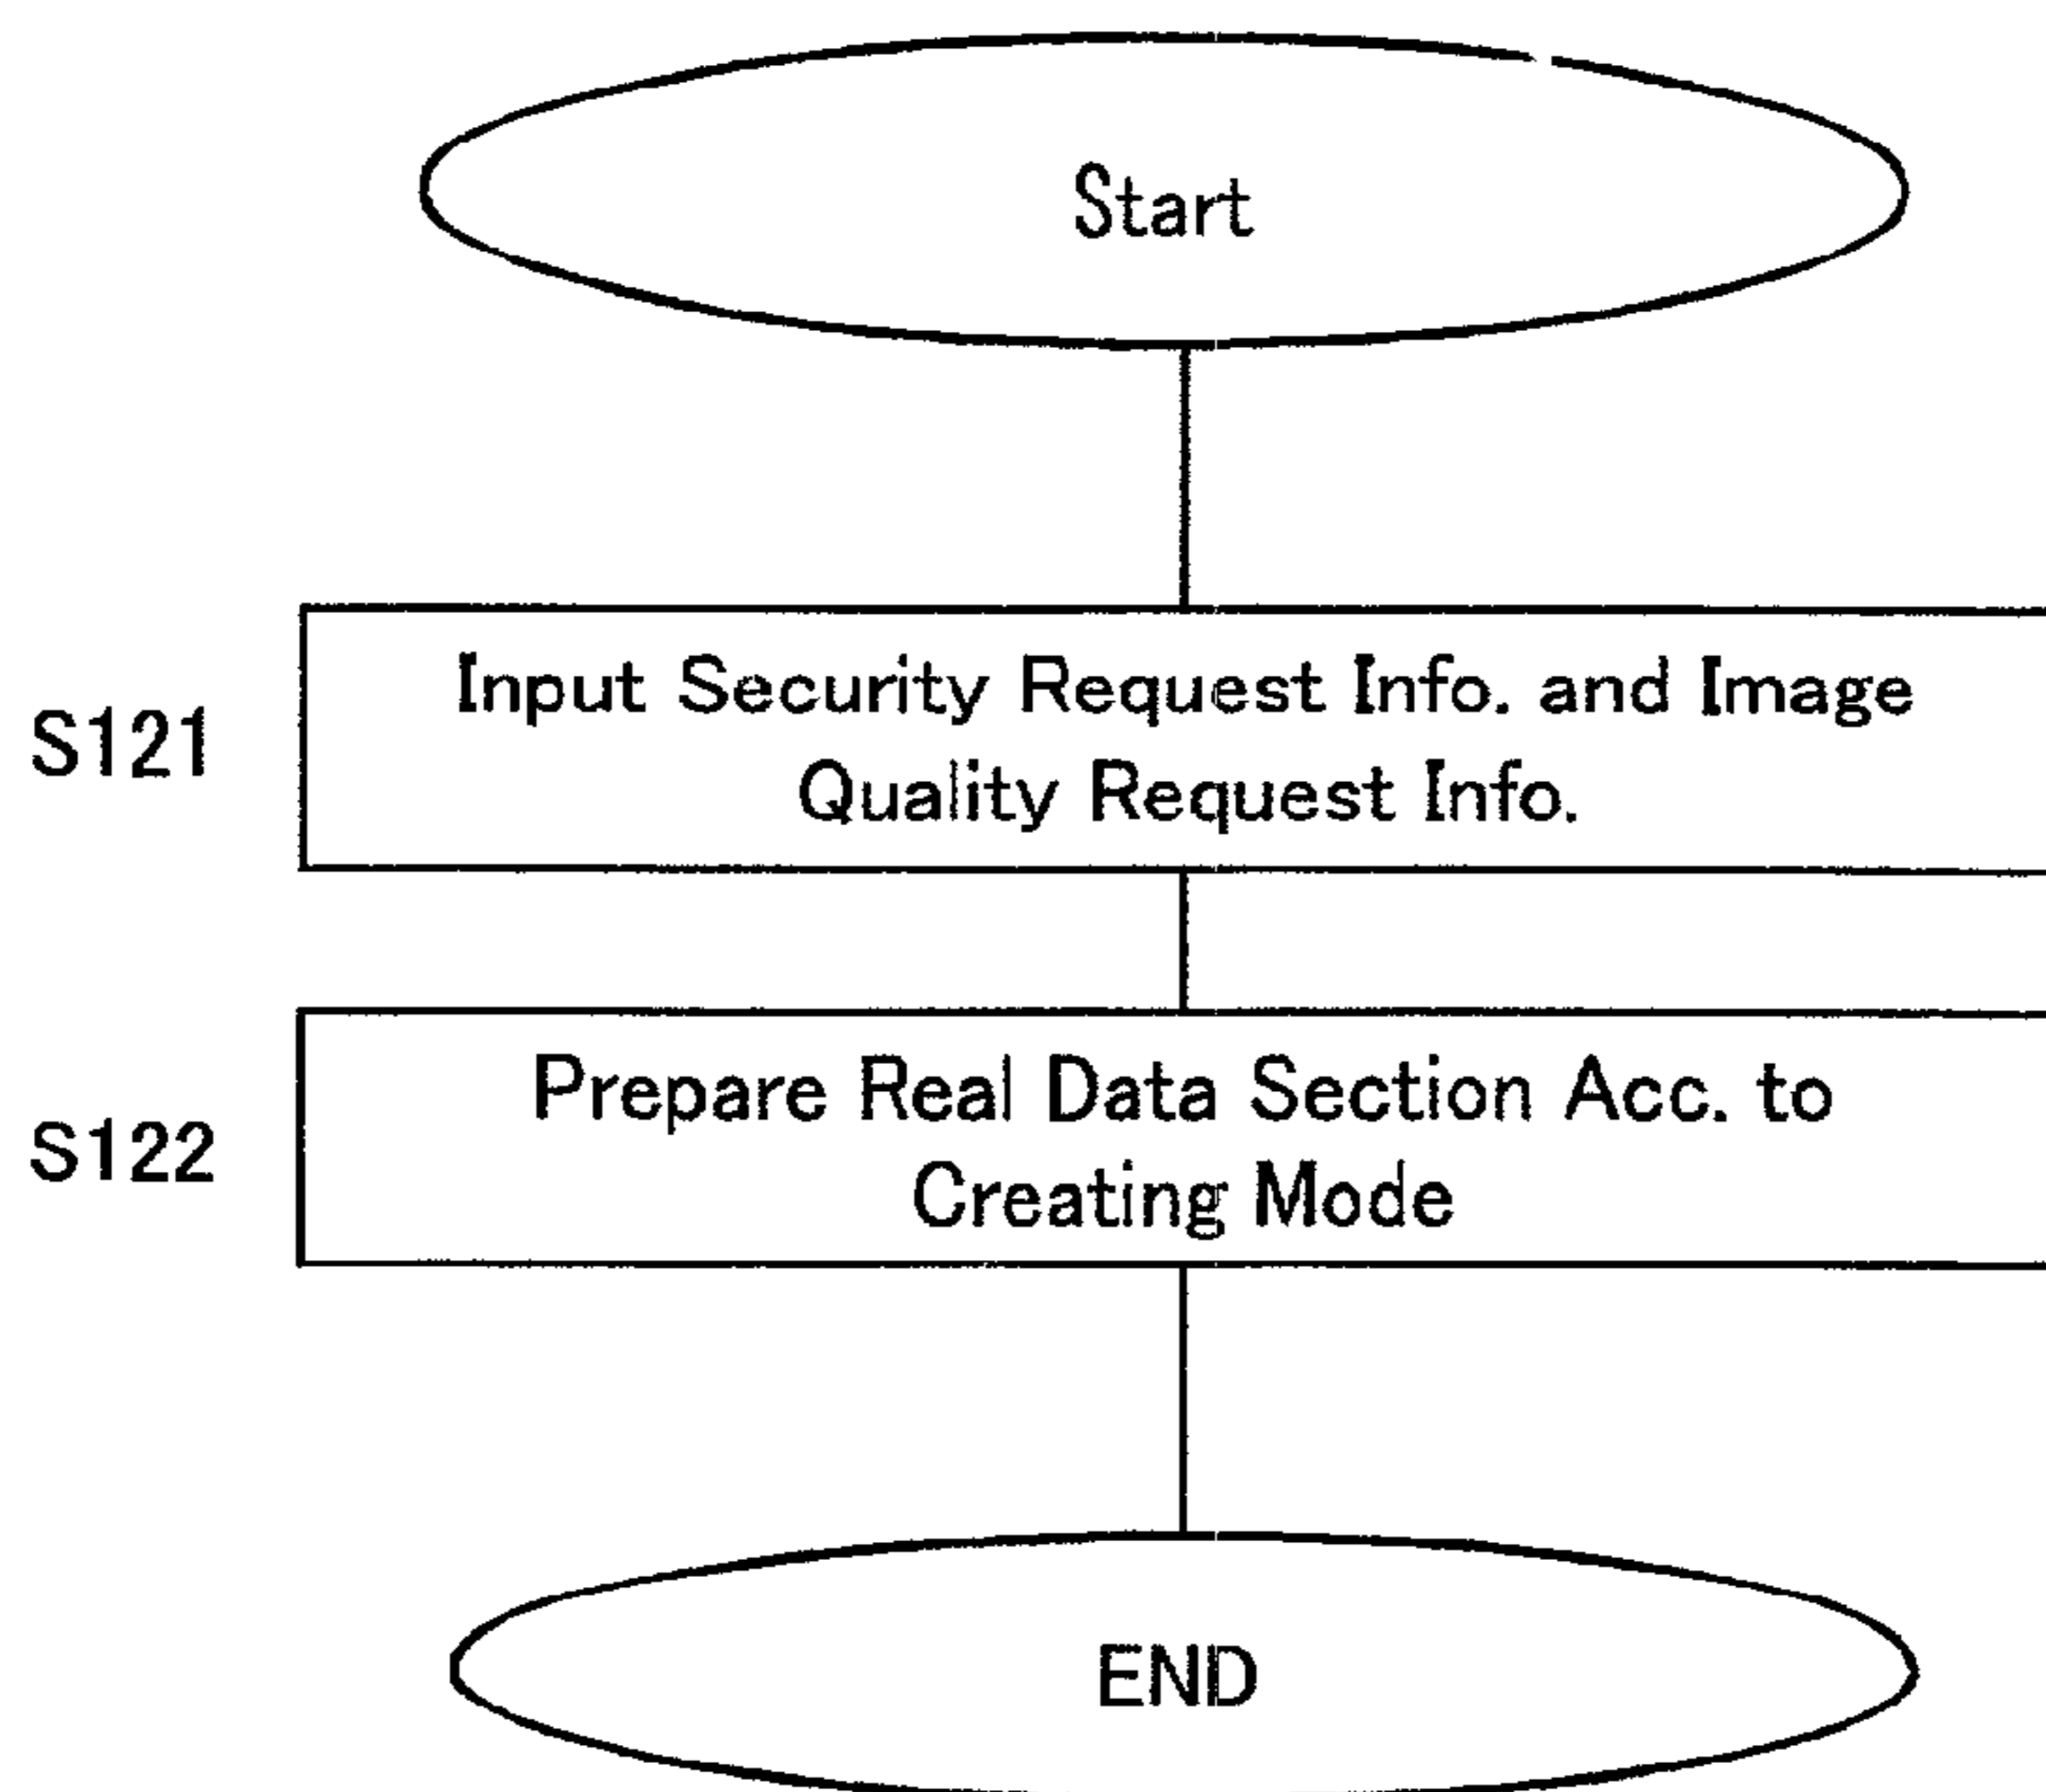 Start
S121
Input Security Request Info. and Image
Quality Request Info.
S122
Prepare Real Data Section Acc. to
Creating Mode
END